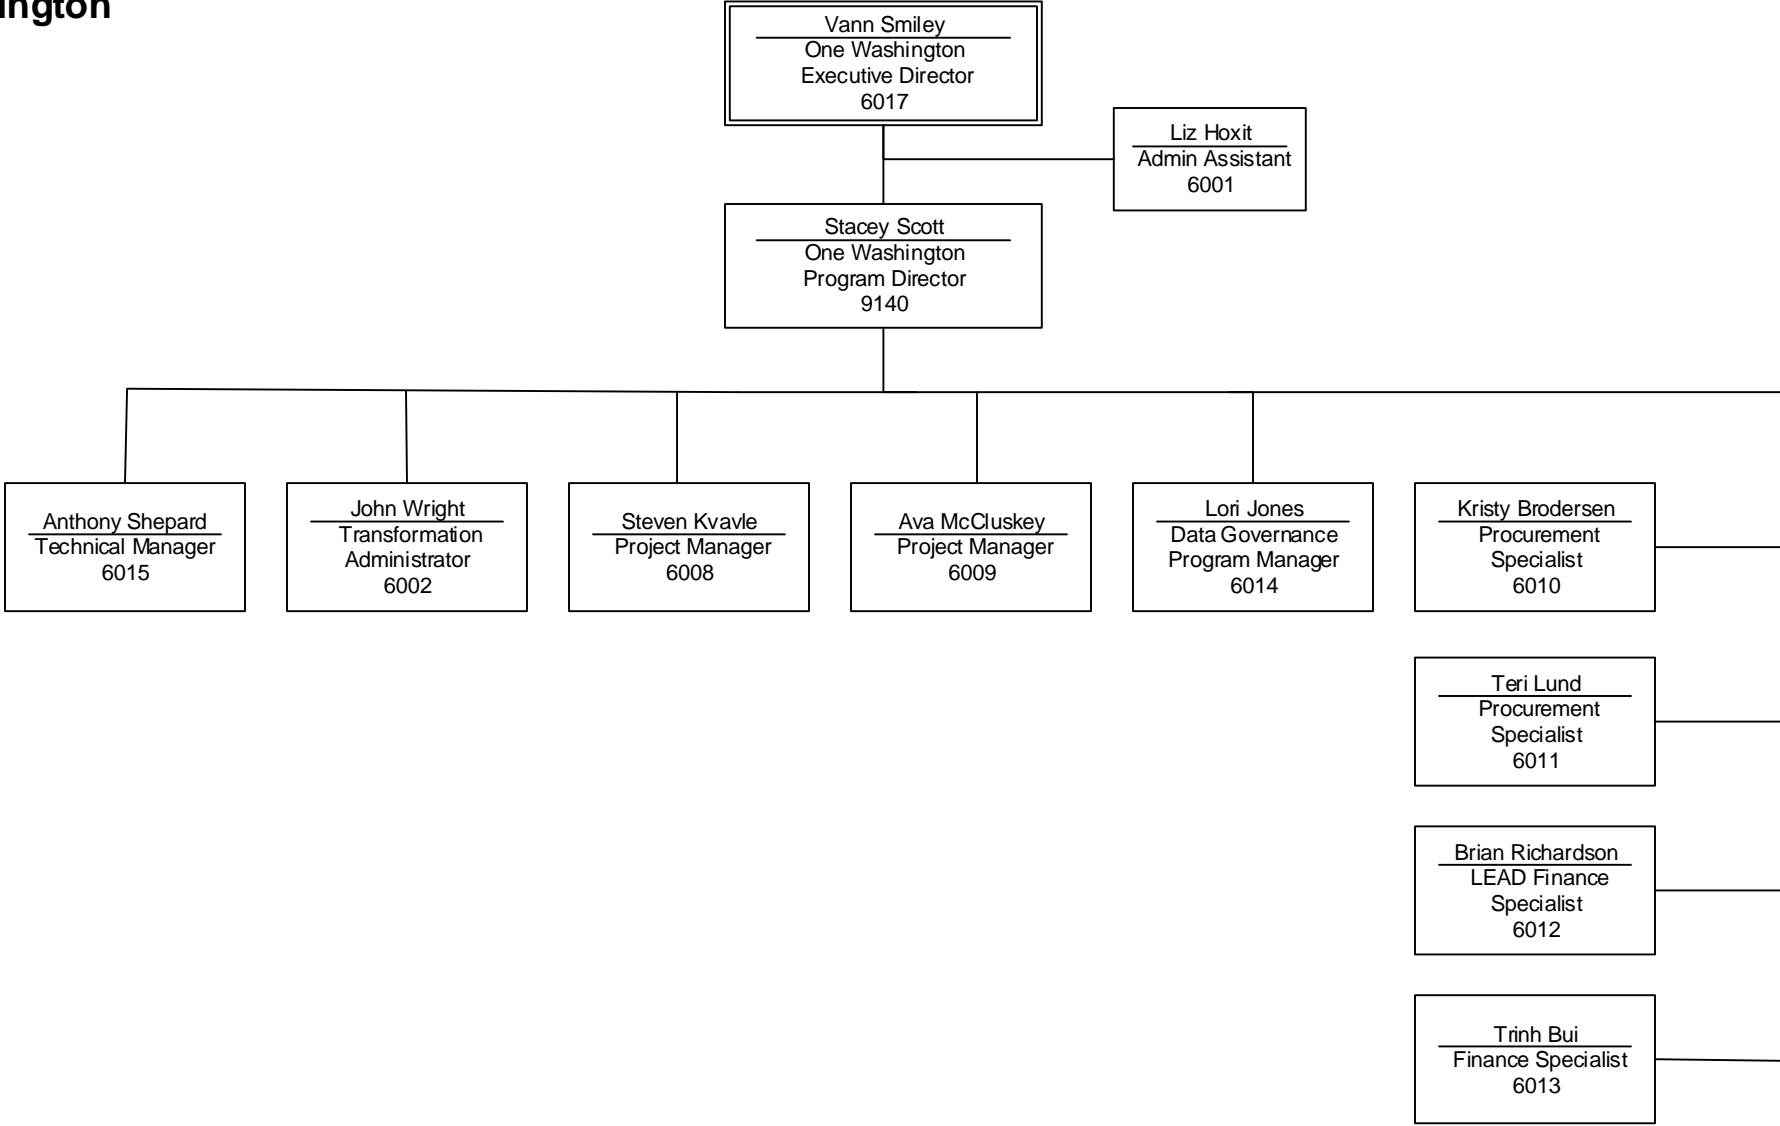 ington
Vann Smiley
One Washington
Executive Director
6017
Liz Hoxit
Admin Assistant
6001
Stacey Scott
One Washington
Program Director
9140
Anthony Shepard
Technical Manager
6015
John Wright
Transformation
Administrator
6002
Steven Kvavle
Project Manager
6008
Ava McCluskey
Project Manager
6009
Lori Jones
Data Governance
Program Manager
6014
Kristy Brodersen
Procurement
Specialist
6010
Teri Lund
Procurement
Specialist
6011
Brian Richardson
LEAD Finance
Specialist
6012
Trinh Bui
Finance Specialist
6013